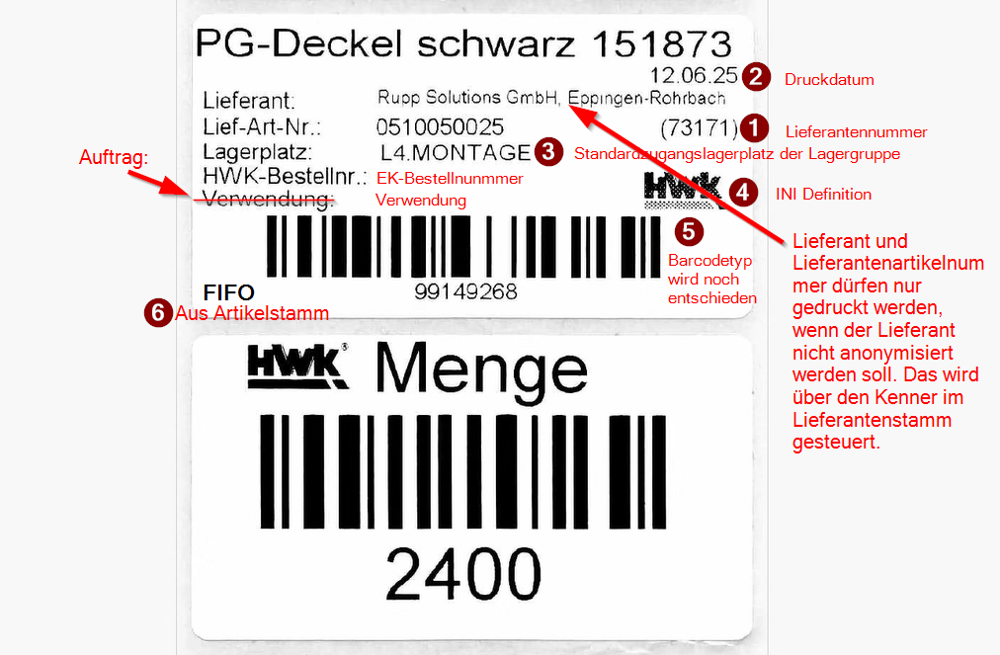 PG-Deckel schwarz 151873
12.06.25 2 Druckdatum
Lieferant: Rupp Solutions GmbH, Eppingen-Rohrbach
Lief-Art-Nr.: 0510050025 (73171) 1 Lieferantennummer
Auftrag:
Lagerplatz: L4.MONTAGE 3 Standardzugangslagerplatz der Lagergruppe
HWK-Bestellnr.: EK-Bestellnunmmer
HWK 4 INI Definition
Verwendung: Verwendung
5
Barcodetyp
wird noch
entschieden
Lieferant und
Lieferantenartikelnum
mer dürfen nur
gedruckt werden,
wenn der Lieferant
nicht anonymisiert
werden soll. Das wird
über den Kenner im
Lieferantenstamm
gesteuert.
FIFO 99149268
6 Aus Artikelstamm
HWK® Menge
2400